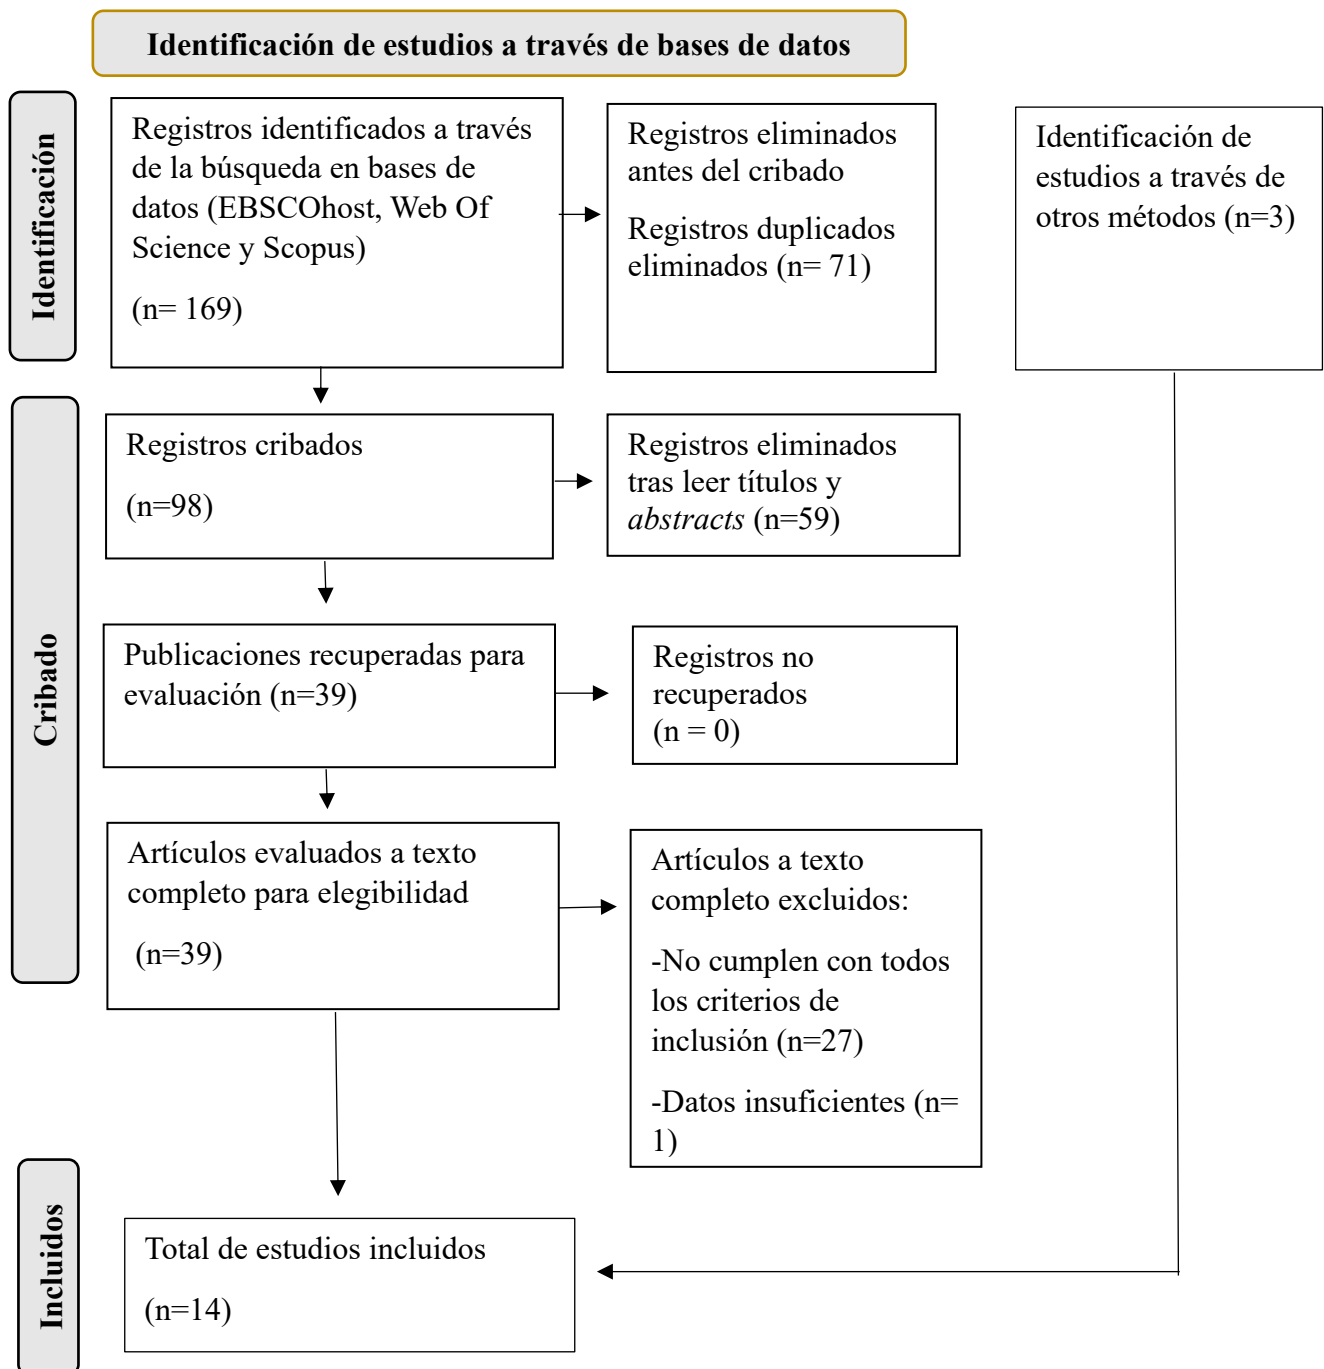 Identificación de estudios a través de bases de datos
Identificación
Registros identificados a través
de la búsqueda en bases de
datos (EBSCOhost, Web Of
Science y Scopus)
(n= 169)
Registros eliminados
antes del cribado
Registros duplicados
eliminados (n= 71)
Identificación de
estudios a través de
otros métodos (n=3)
Cribado
Registros cribados
(n=98)
Registros eliminados
tras leer títulos y
abstracts (n=59)
Publicaciones recuperadas para
evaluación (n=39)
Registros no
recuperados
(n = 0)
Artículos evaluados a texto
completo para elegibilidad
(n=39)
Artículos a texto
completo excluidos:
-No cumplen con todos
los criterios de
inclusión (n=27)
-Datos insuficientes (n=
1)
Incluidos
Total de estudios incluidos
(n=14)